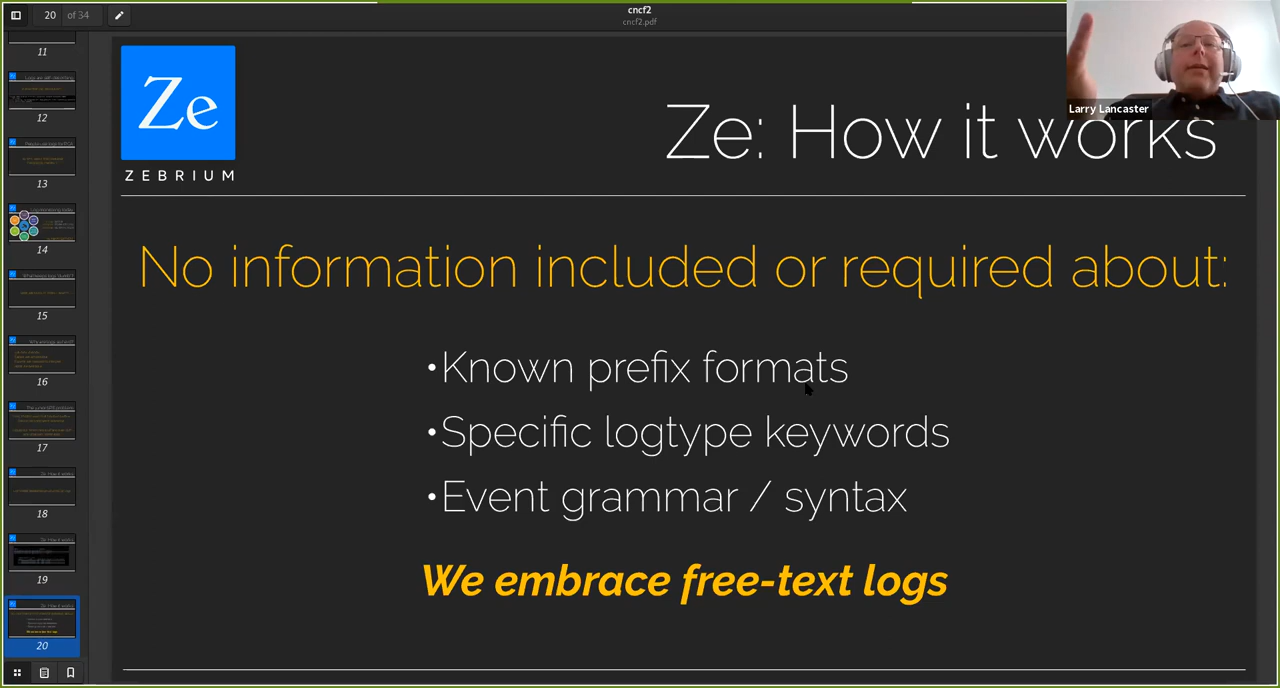 20 of 34
cncf2
cncf2.pdf
Larry Lancaster
11
12
13
14
15
16
17
18
19
20
Ze
ZEBRIUM
Ze: How it works
No information included or required about:
•Known prefix formats
•Specific logtype keywords
•Event grammar / syntax
We embrace free-text logs